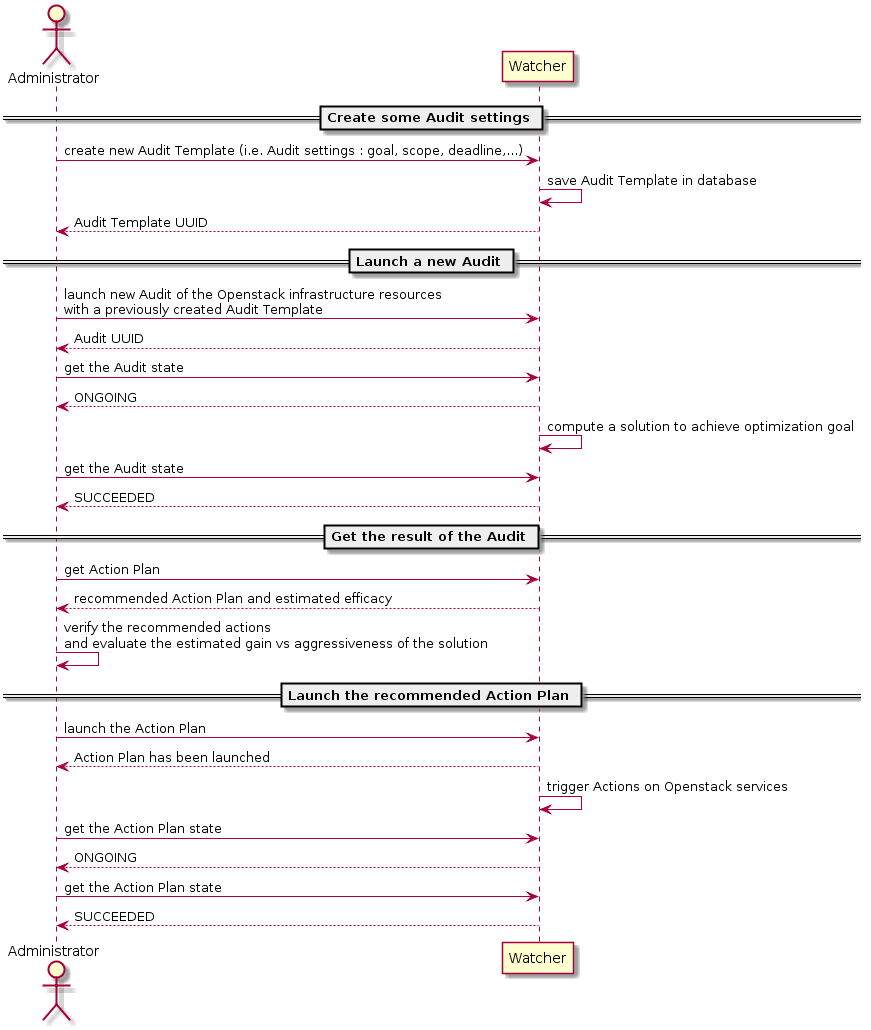 Administrator
Watcher
Create some Audit settings
create new Audit Template (i.e. Audit settings : goal, scope, deadline,...)
save Audit Template in database
Audit Template UUID
Launch a new Audit
launch new Audit of the Openstack infrastructure resources
with a previously created Audit Template
Audit UUID
get the Audit state
ONGOING
compute a solution to achieve optimization goal
get the Audit state
SUCCEEDED
Get the result of the Audit
get Action Plan
recommended Action Plan and estimated efficacy
verify the recommended actions
and evaluate the estimated gain vs aggressiveness of the solution
Launch the recommended Action Plan
launch the Action Plan
Action Plan has been launched
trigger Actions on Openstack services
get the Action Plan state
ONGOING
get the Action Plan state
SUCCEEDED
Administrator
Watcher